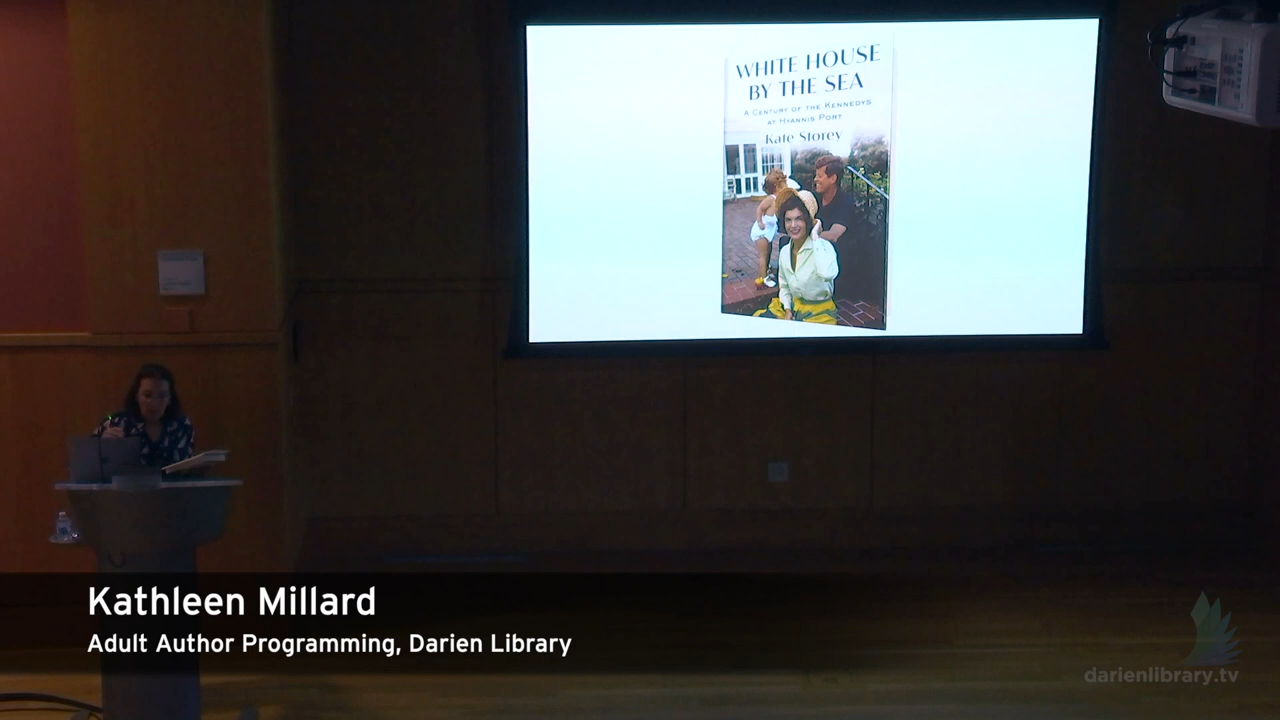 WHITE HOUSE
BY THE SEA
A CENTURY OF THE KENNEDYS
AT HYANNIS PORT
Kate Storey
Kathleen Millard
Adult Author Programming, Darien Library
darienlibrary.tv